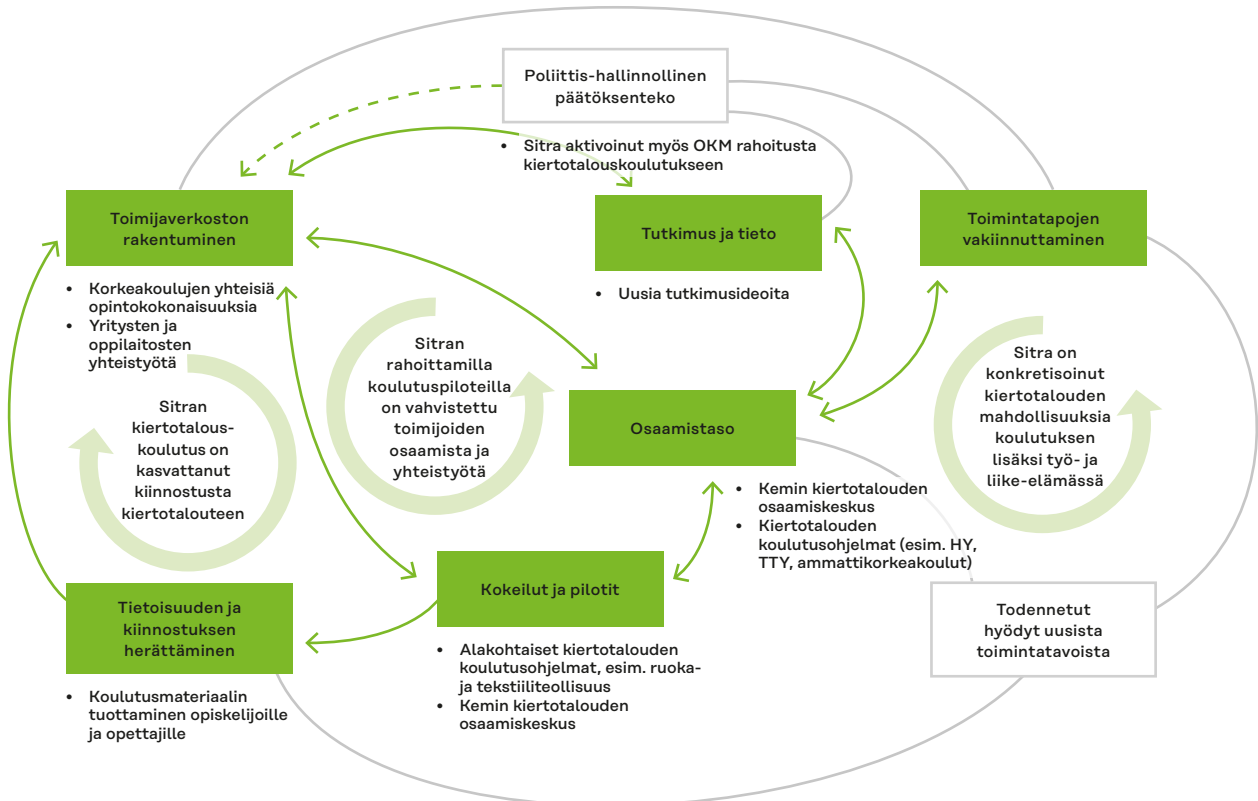 Poliittis-hallinnollinen
päätöksenteko
• Sitra aktivoinut myös OKM rahoitusta
kiertotalouskoulutukseen
Toimijaverkoston
rakentuminen
• Korkeakoulujen yhteisiä
opintokokonaisuuksia
• Yritysten ja
oppilaitosten
yhteistyötä
Tutkimus ja tieto
• Uusia tutkimusideoita
Toimintatapojen
vakiinnuttaminen
Sitran
kiertotalous-
koulutus on
kasvattanut
kiinnostusta
kiertotalouteen
Sitran
rahoittamilla
koulutuspiloteilla
on vahvistettu
toimijoiden
osaamista ja
yhteistyötä
Sitra on
konkretisoinut
kiertotalouden
mahdollisuuksia
koulutuksen
lisäksi työ- ja
liike-elämässä
Osaamistaso
• Kemin kiertotalouden
osaamiskeskus
• Kiertotalouden
koulutusohjelmat (esim. HY,
TTY, ammattikorkeakoulut)
Tietoisuuden ja
kiinnostuksen
herättäminen
• Koulutusmateriaalin
tuottaminen opiskelijoille
ja opettajille
Kokeilut ja pilotit
• Alakohtaiset kiertotalouden
koulutusohjelmat, esim. ruoka-
ja tekstiiliteollisuus
• Kemin kiertotalouden
osaamiskeskus
Todennetut
hyödyt uusista
toimintatavoista